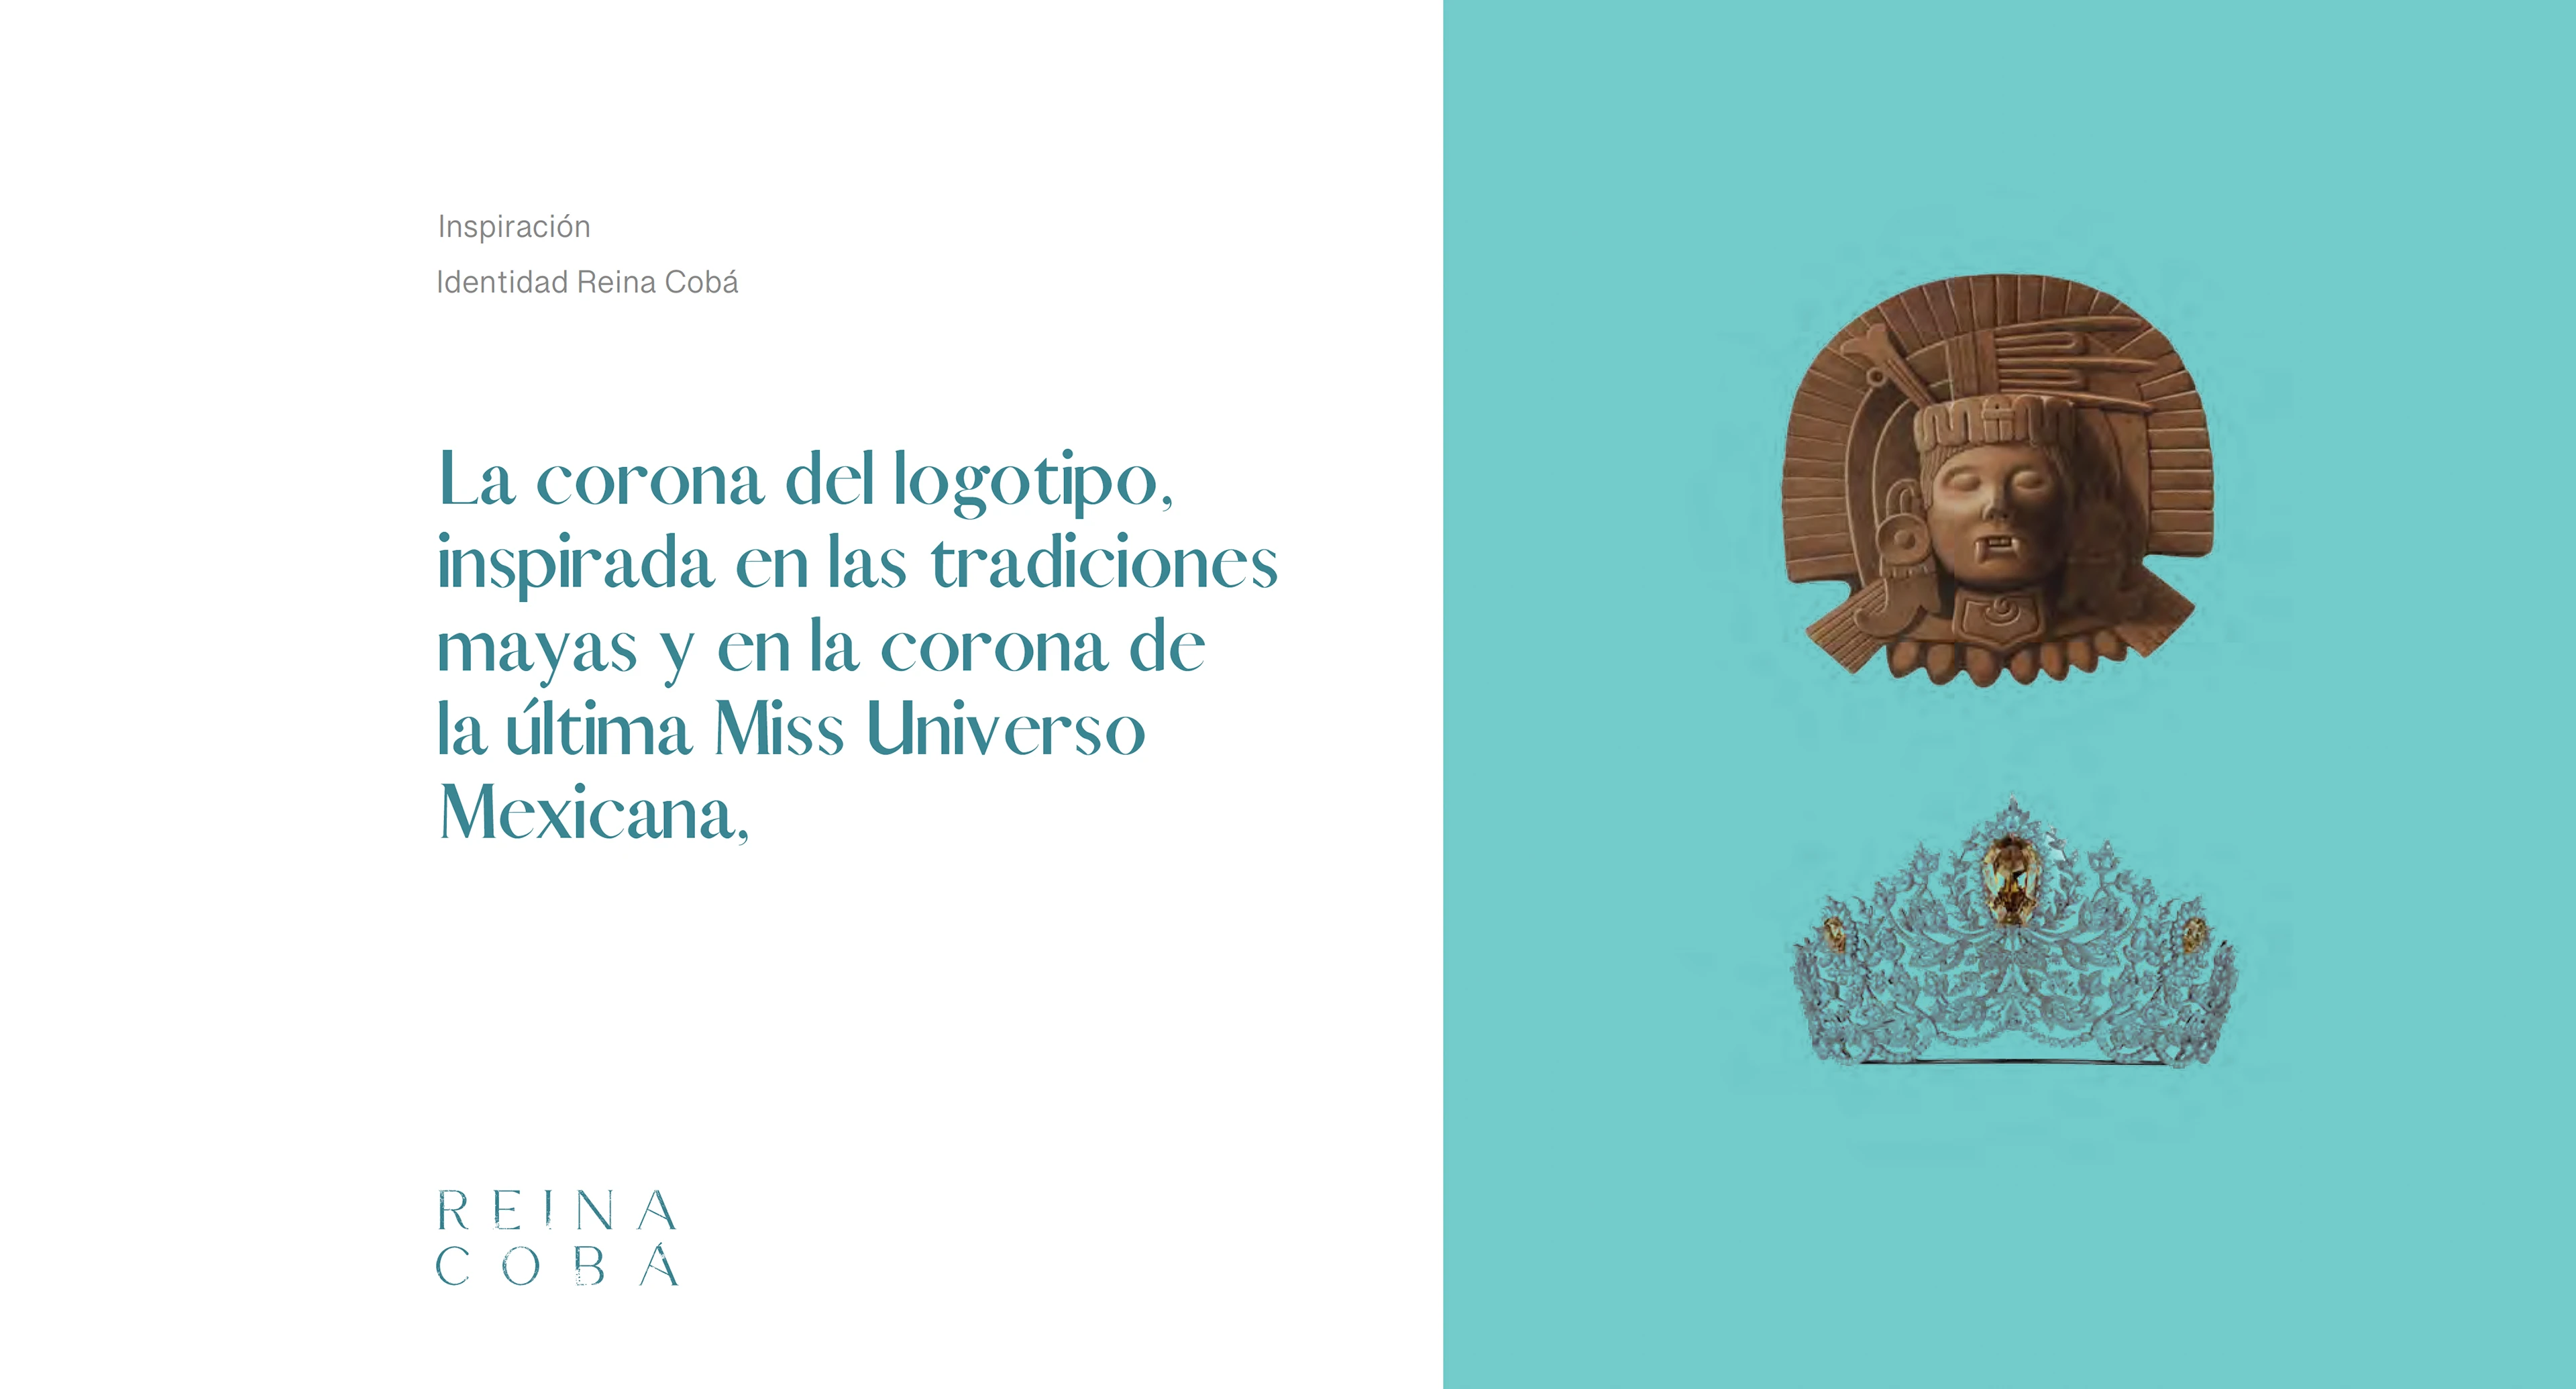 Inspiración
Identidad Reina Cobá
La corona del logotipo,
inspirada en las tradiciones
mayas y en la corona de
la última Miss Universo
Mexicana,
REINA
COBÁ